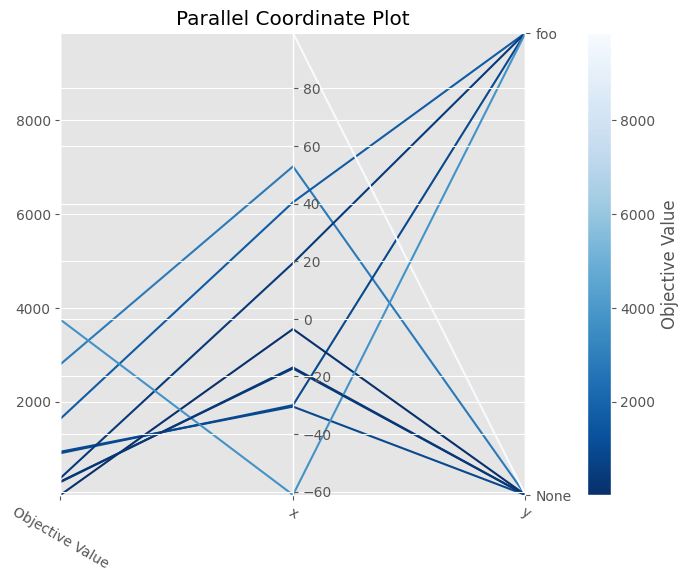 Parallel Coordinate Plot
foo
80
8000
8000
60
6000
6000
40
20
Objective Value
4000
0
4000
−20
2000
2000
−40
−60
None
Objective Value
x
y